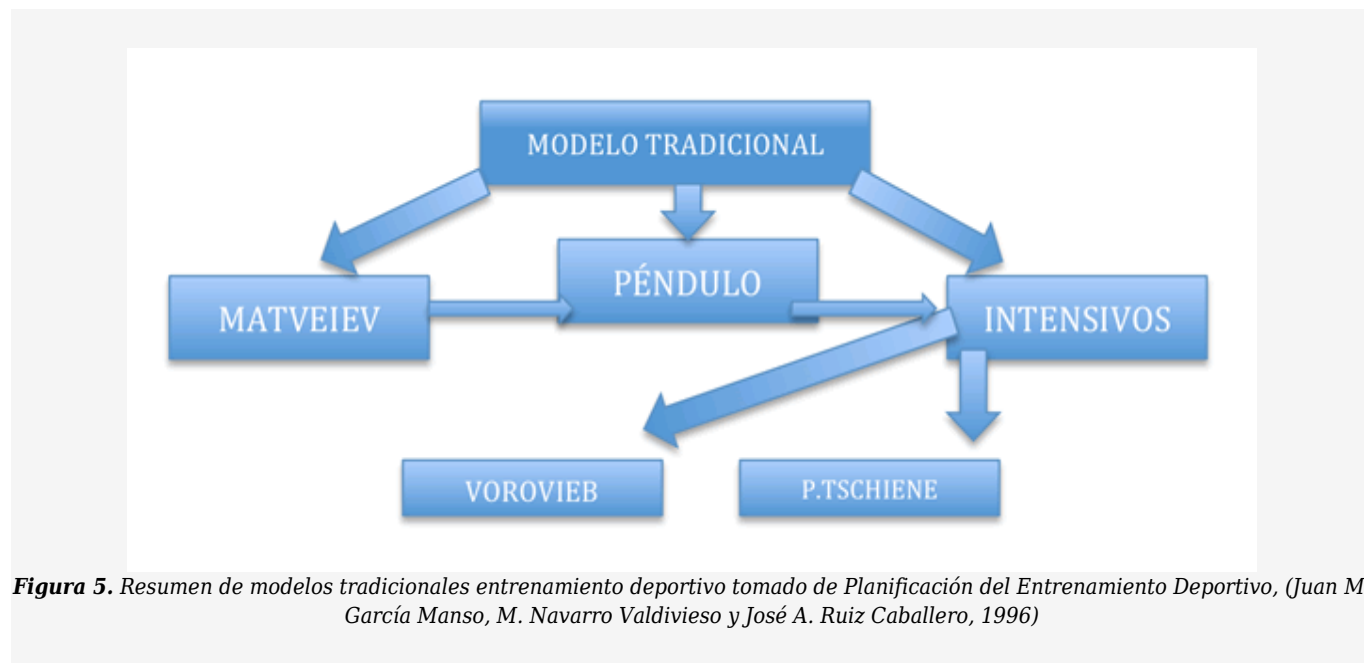 MODELO TRADICIONAL
PÉNDULO
MATVEIEV
INTENSIVOS
VOROVIEB
P.TSCHIENE
Figura 5. Resumen de modelos tradicionales entrenamiento deportivo tomado de Planificación del Entrenamiento Deportivo, (Juan M
García Manso, M. Navarro Valdivieso y José A. Ruiz Caballero, 1996)